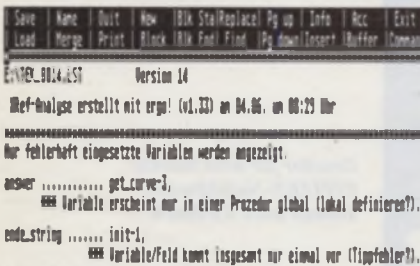 Save Name Quit New Blk Sta Replace Pg up Info Acc Exit
Load Merge Print Block Blk End Find Pg down Insert Buffer Comman
Version 14
XRef-Analyse erstellt mit ergo! (v1.33) am 04.06. um 00:29 Uhr
Nur fehlerhaft eingesetzte Variablen werden angezeigt.
answer ............ get_curve-3,
*** Variable erscheint nur in einer Prozedur global (lokal definieren?).
ende_string ....... init-1,
*** Variable/Feld kommt insgesamt nur einmal vor (Tippfehler?).